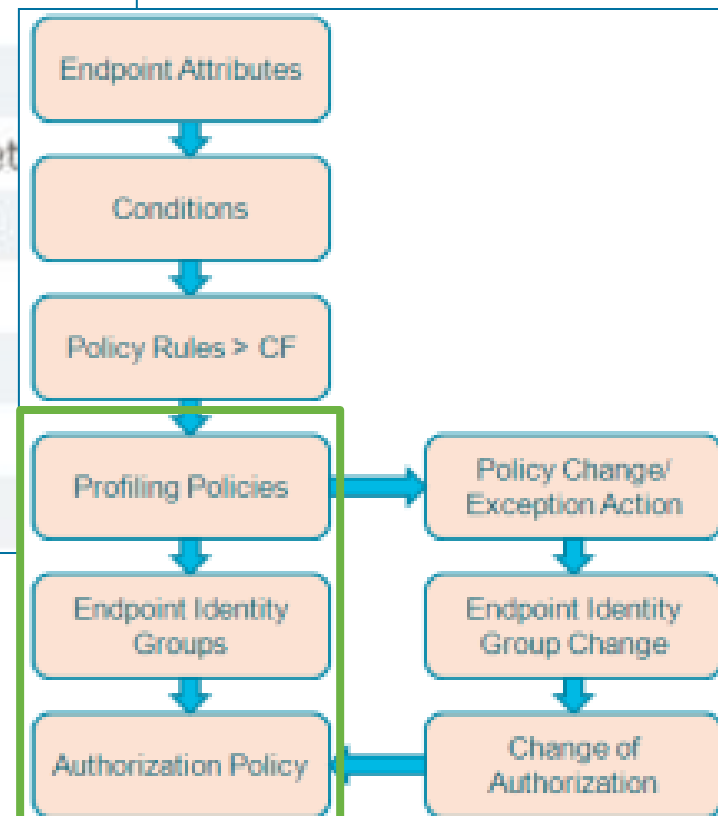 et
Endpoint Attributes
Conditions
Policy Rules > CF
Profiling Policies
Policy Change/
Exception Action
Endpoint Identity
Groups
Endpoint Identity
Group Change
Authorization Policy
Change of
Authorization